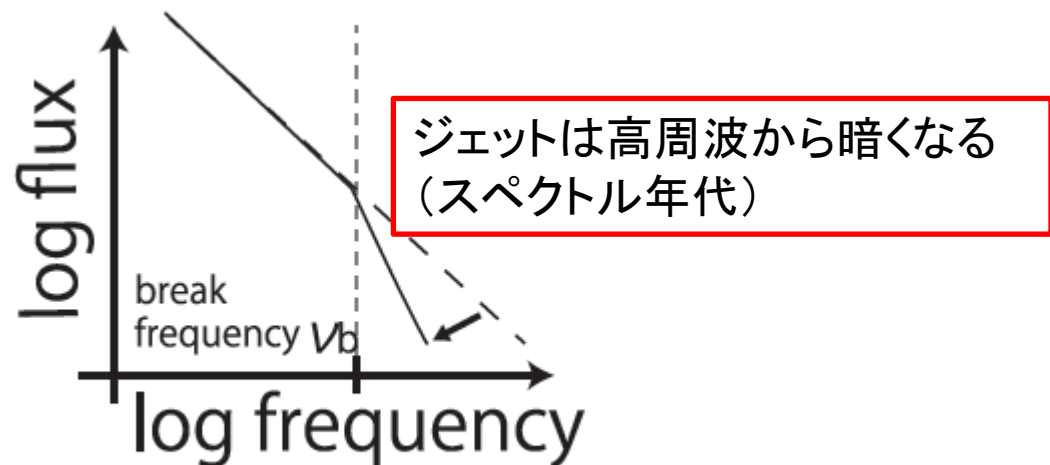 log flux
ジェットは高周波から暗くなる
（スペクトル年代）
break
frequency νb
log frequency